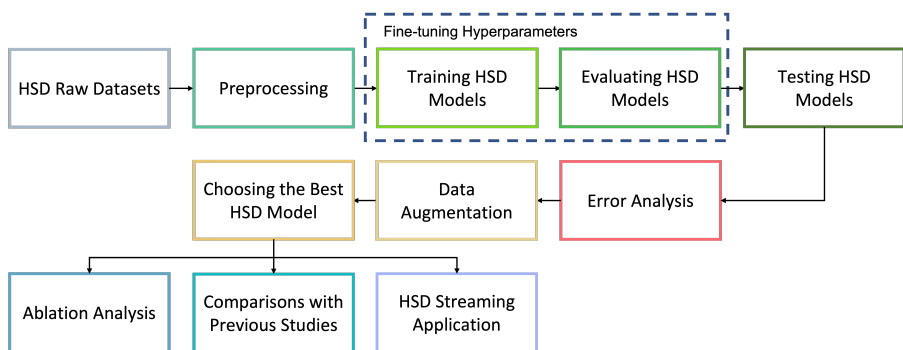 Fine-tuning Hyperparameters
HSD Raw Datasets
Preprocessing
Training HSD
Models
Evaluating HSD
Models
Testing HSD
Models
Error Analysis
Data
Augmentation
Choosing the Best
HSD Model
Ablation Analysis
Comparisons with
Previous Studies
HSD Streaming
Application